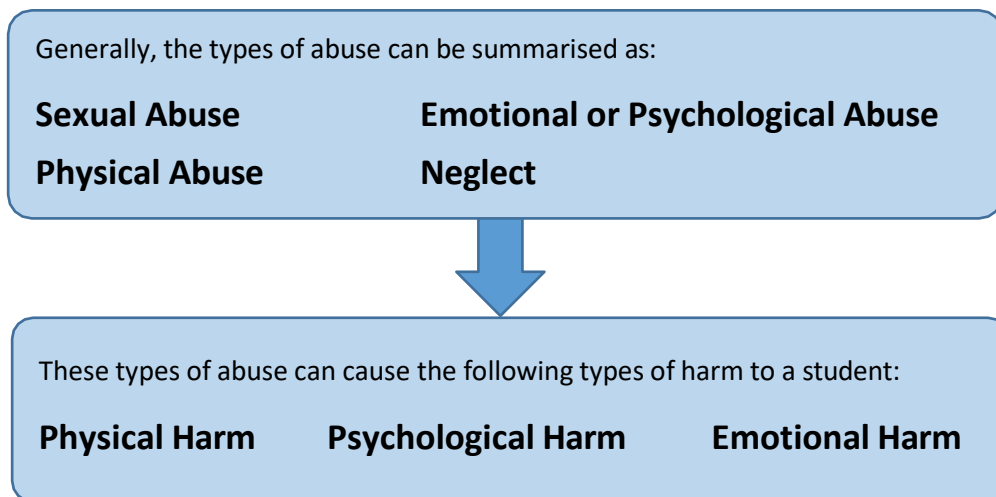 Generally, the types of abuse can be summarised as:
Sexual Abuse Emotional or Psychological Abuse
Physical Abuse Neglect
These types of abuse can cause the following types of harm to a student:
Physical Harm Psychological Harm Emotional Harm